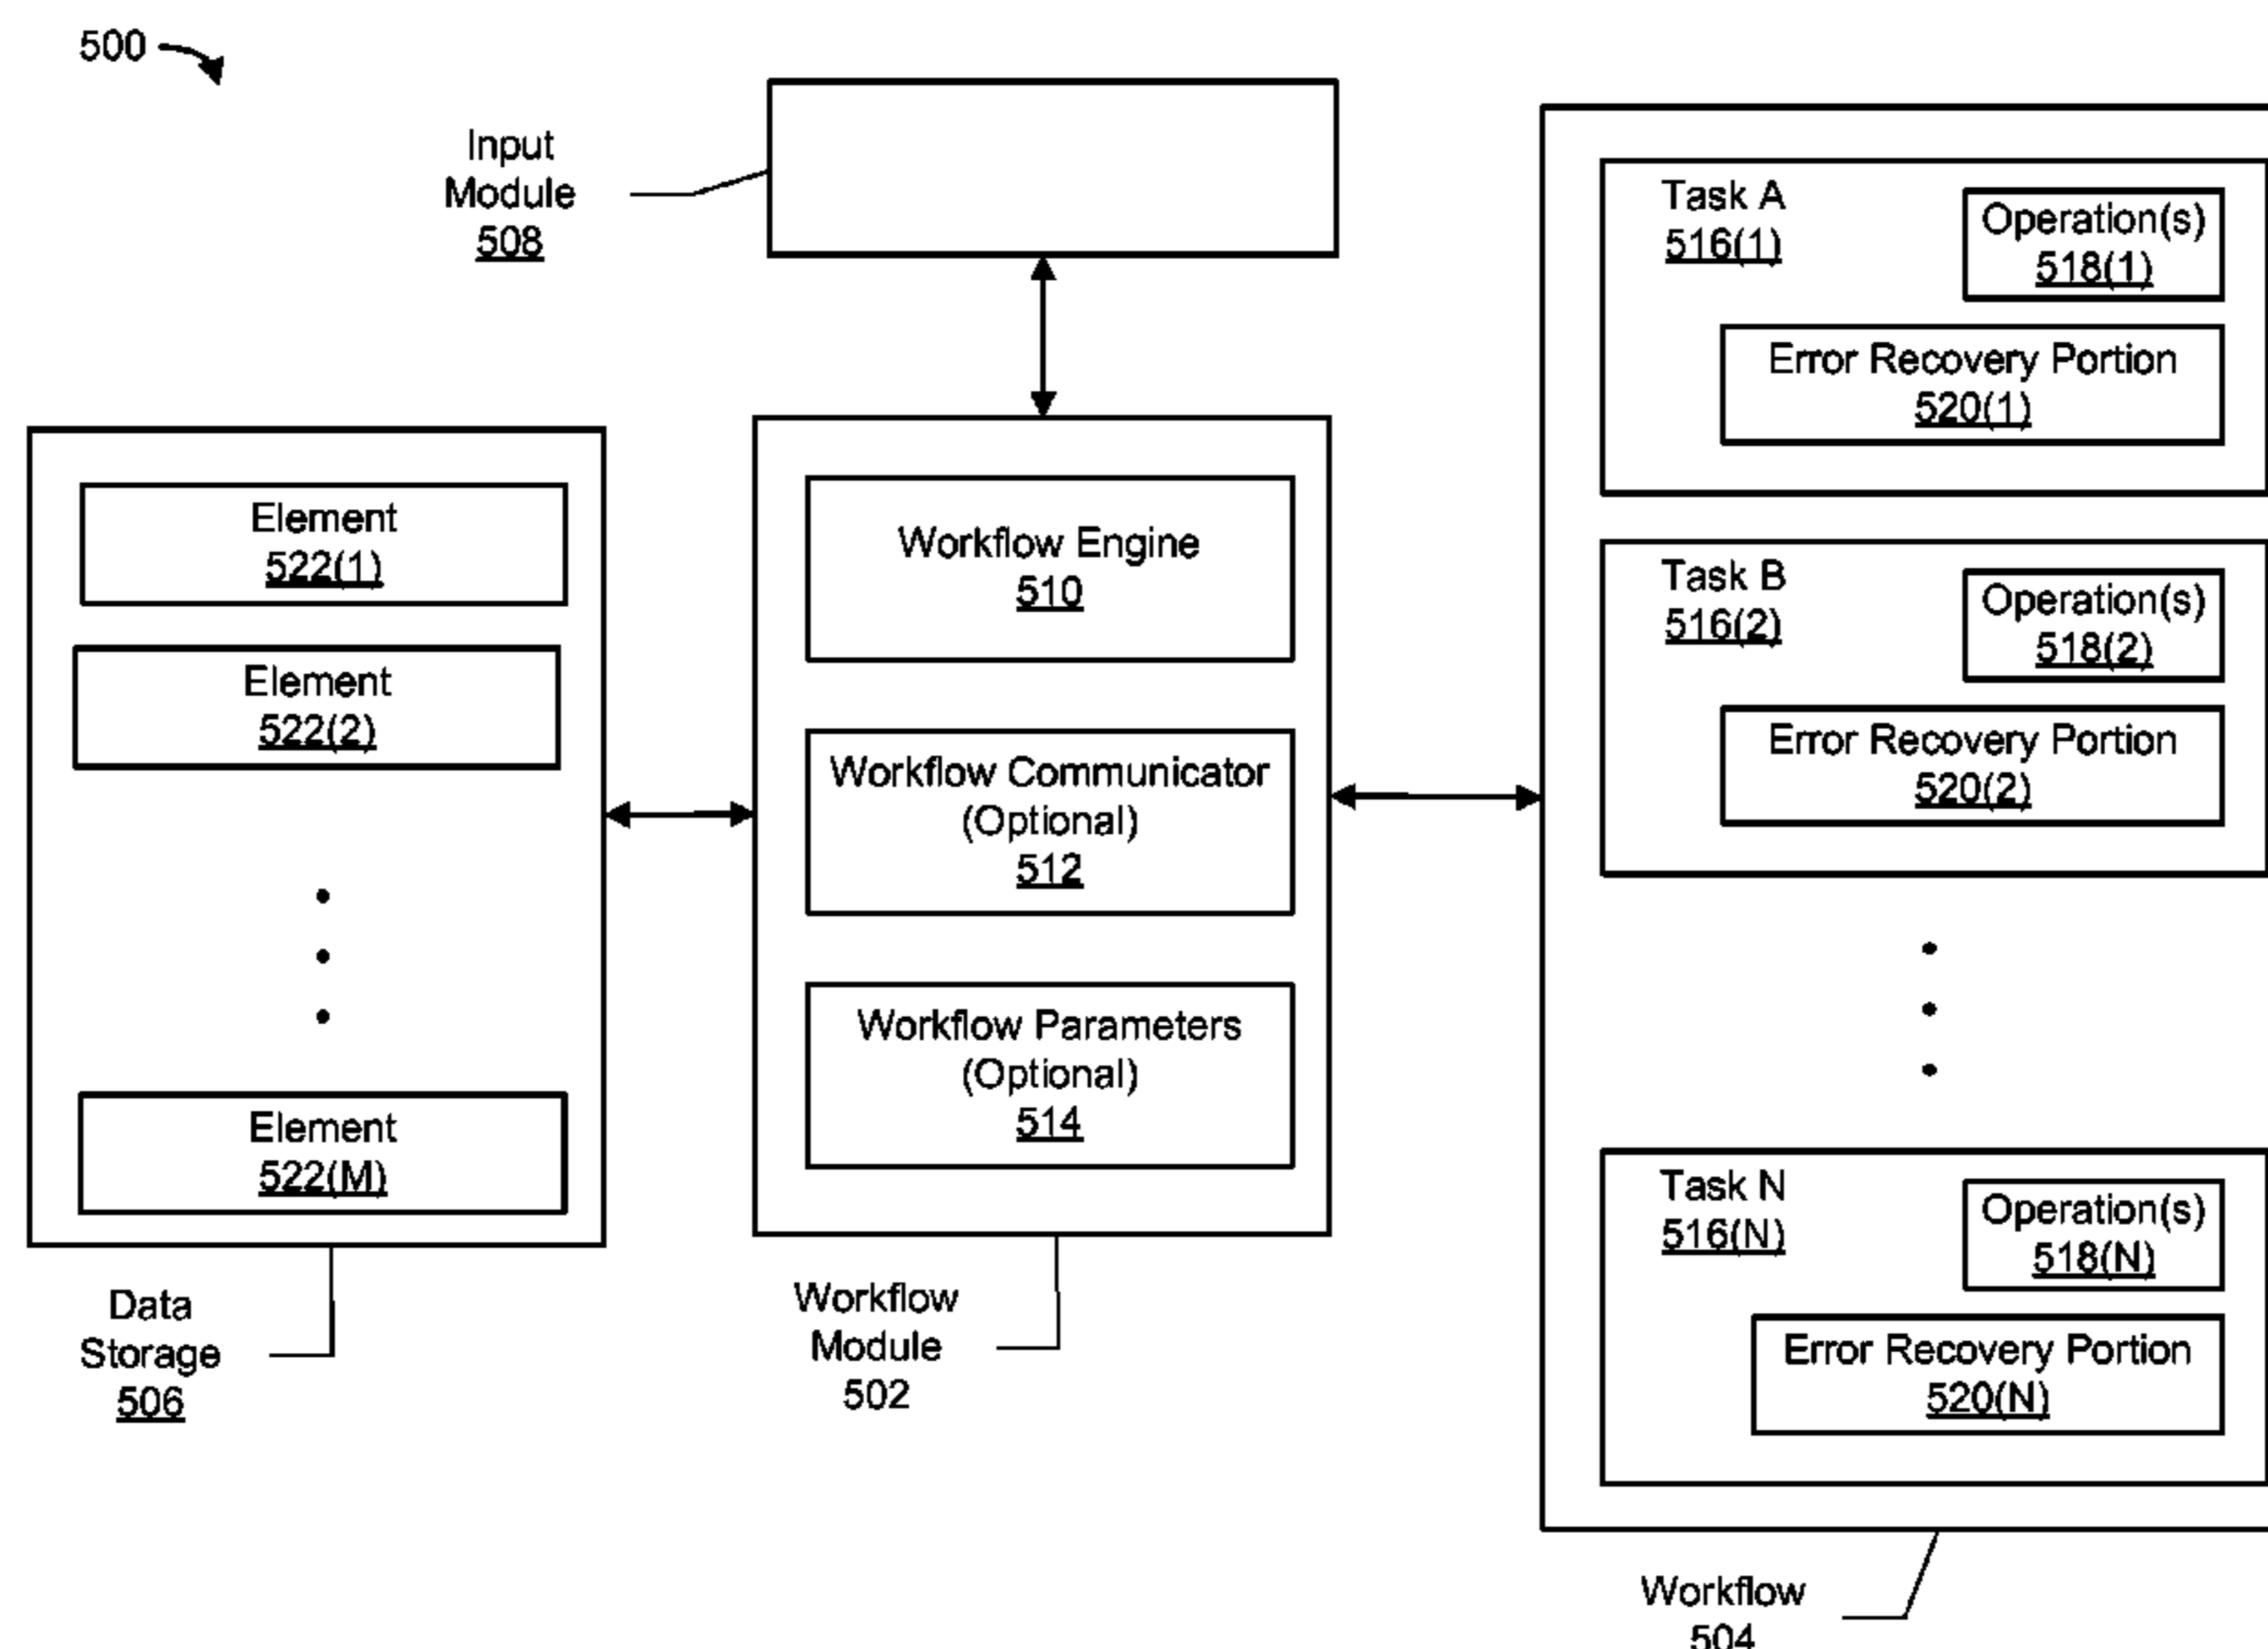 500
Input
Module
508
Task A
516(1)
Operation(s)
518(1)
Error Recovery Portion
520(1)
Element
522(1)
Element
522(2)
Element
522(M)
Data
Storage
506
Workflow Engine
510
Workflow Communicator
(Optional)
512
Workflow Parameters
(Optional)
514
Workflow
Module
502
Task B
516(2)
Operation(s)
518(2)
Error Recovery Portion
520(2)
Task N
516(N)
Operation(s)
518(N)
Error Recovery Portion
520(N)
Workflow
504